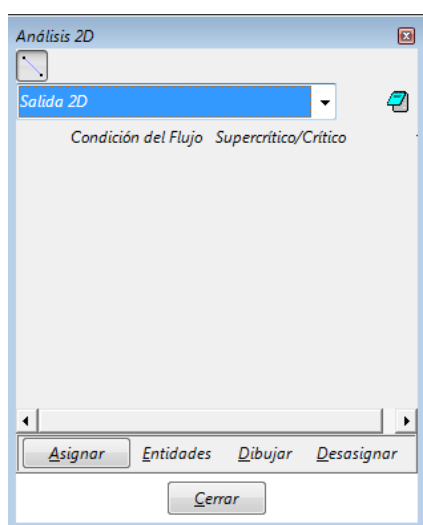 Análisis 2D
Salida 2D
Condición del Flujo Supercrítico/Crítico
Asignar Entidades Dibujar Desasignar
Cerrar